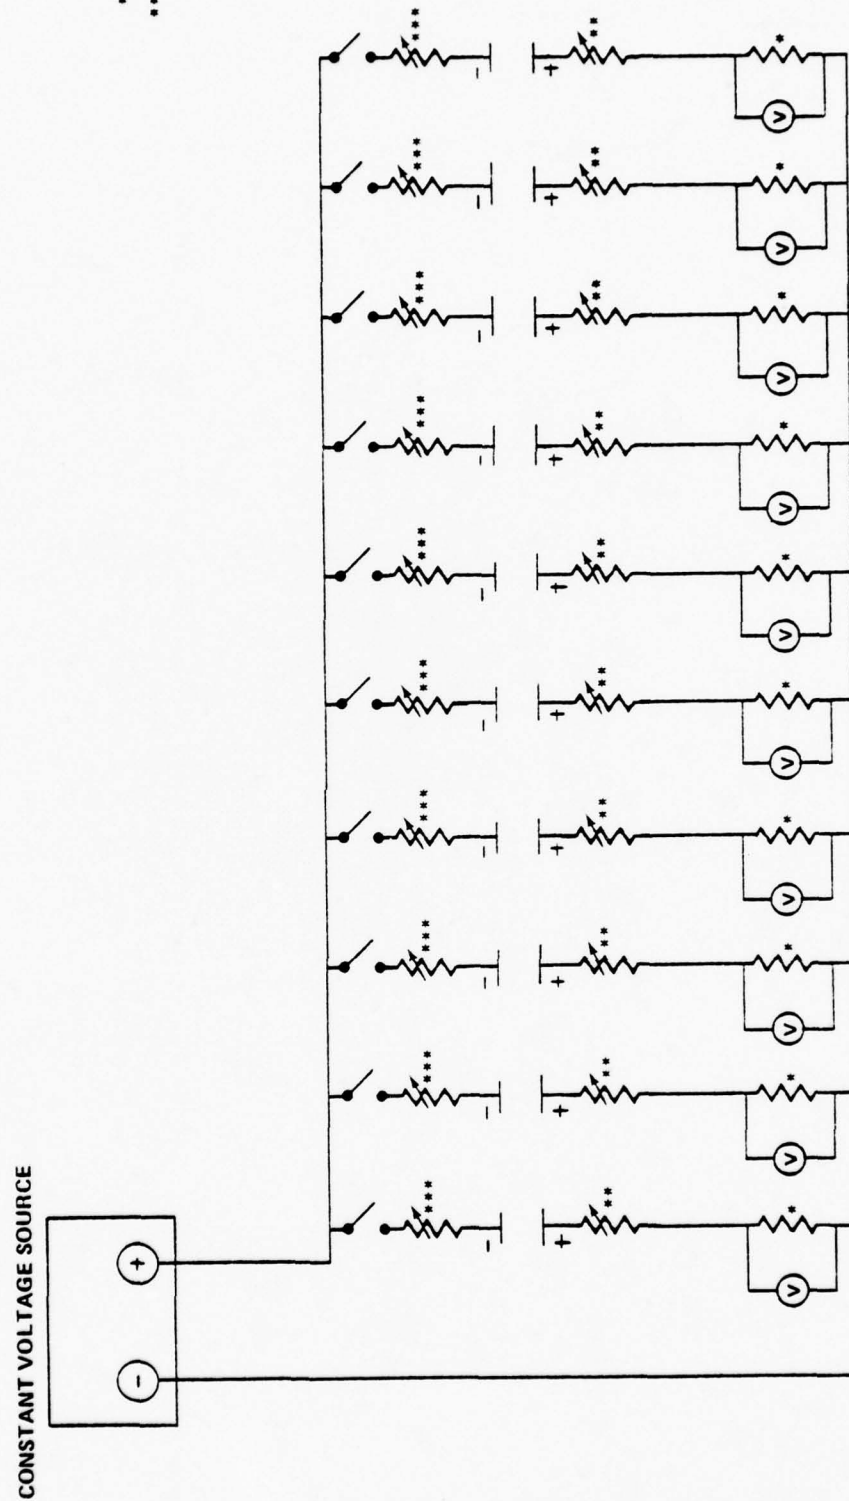 CONSTANT VOLTAGE SOURCE
- +
*** - + ** * V
*** - + ** * V
*** - + ** * V
*** - + ** * V
*** - + ** * V
*** - + ** * V
*** - + ** * V
*** - + ** * V
*** - + ** * V
*** - + ** * V